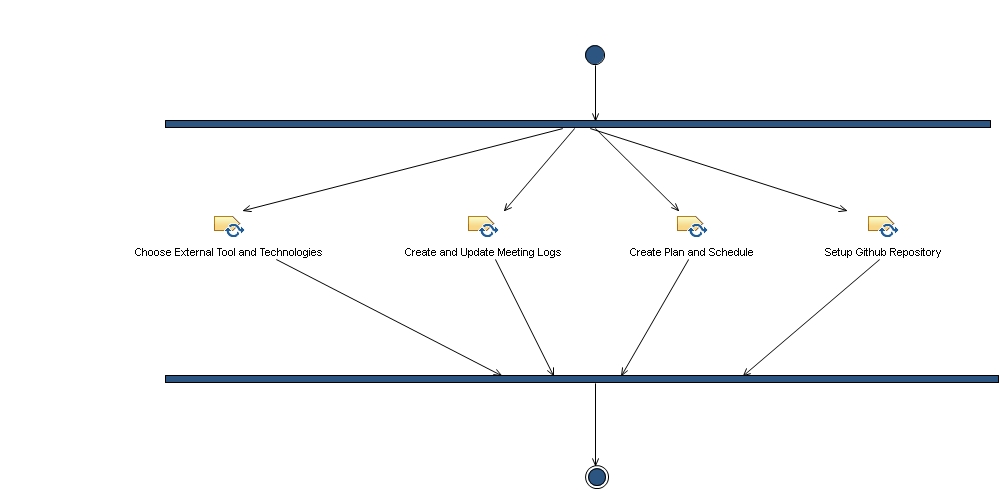 Choose External Tool and Technologies
Create and Update Meeting Logs
Create Plan and Schedule
Setup Github Repository